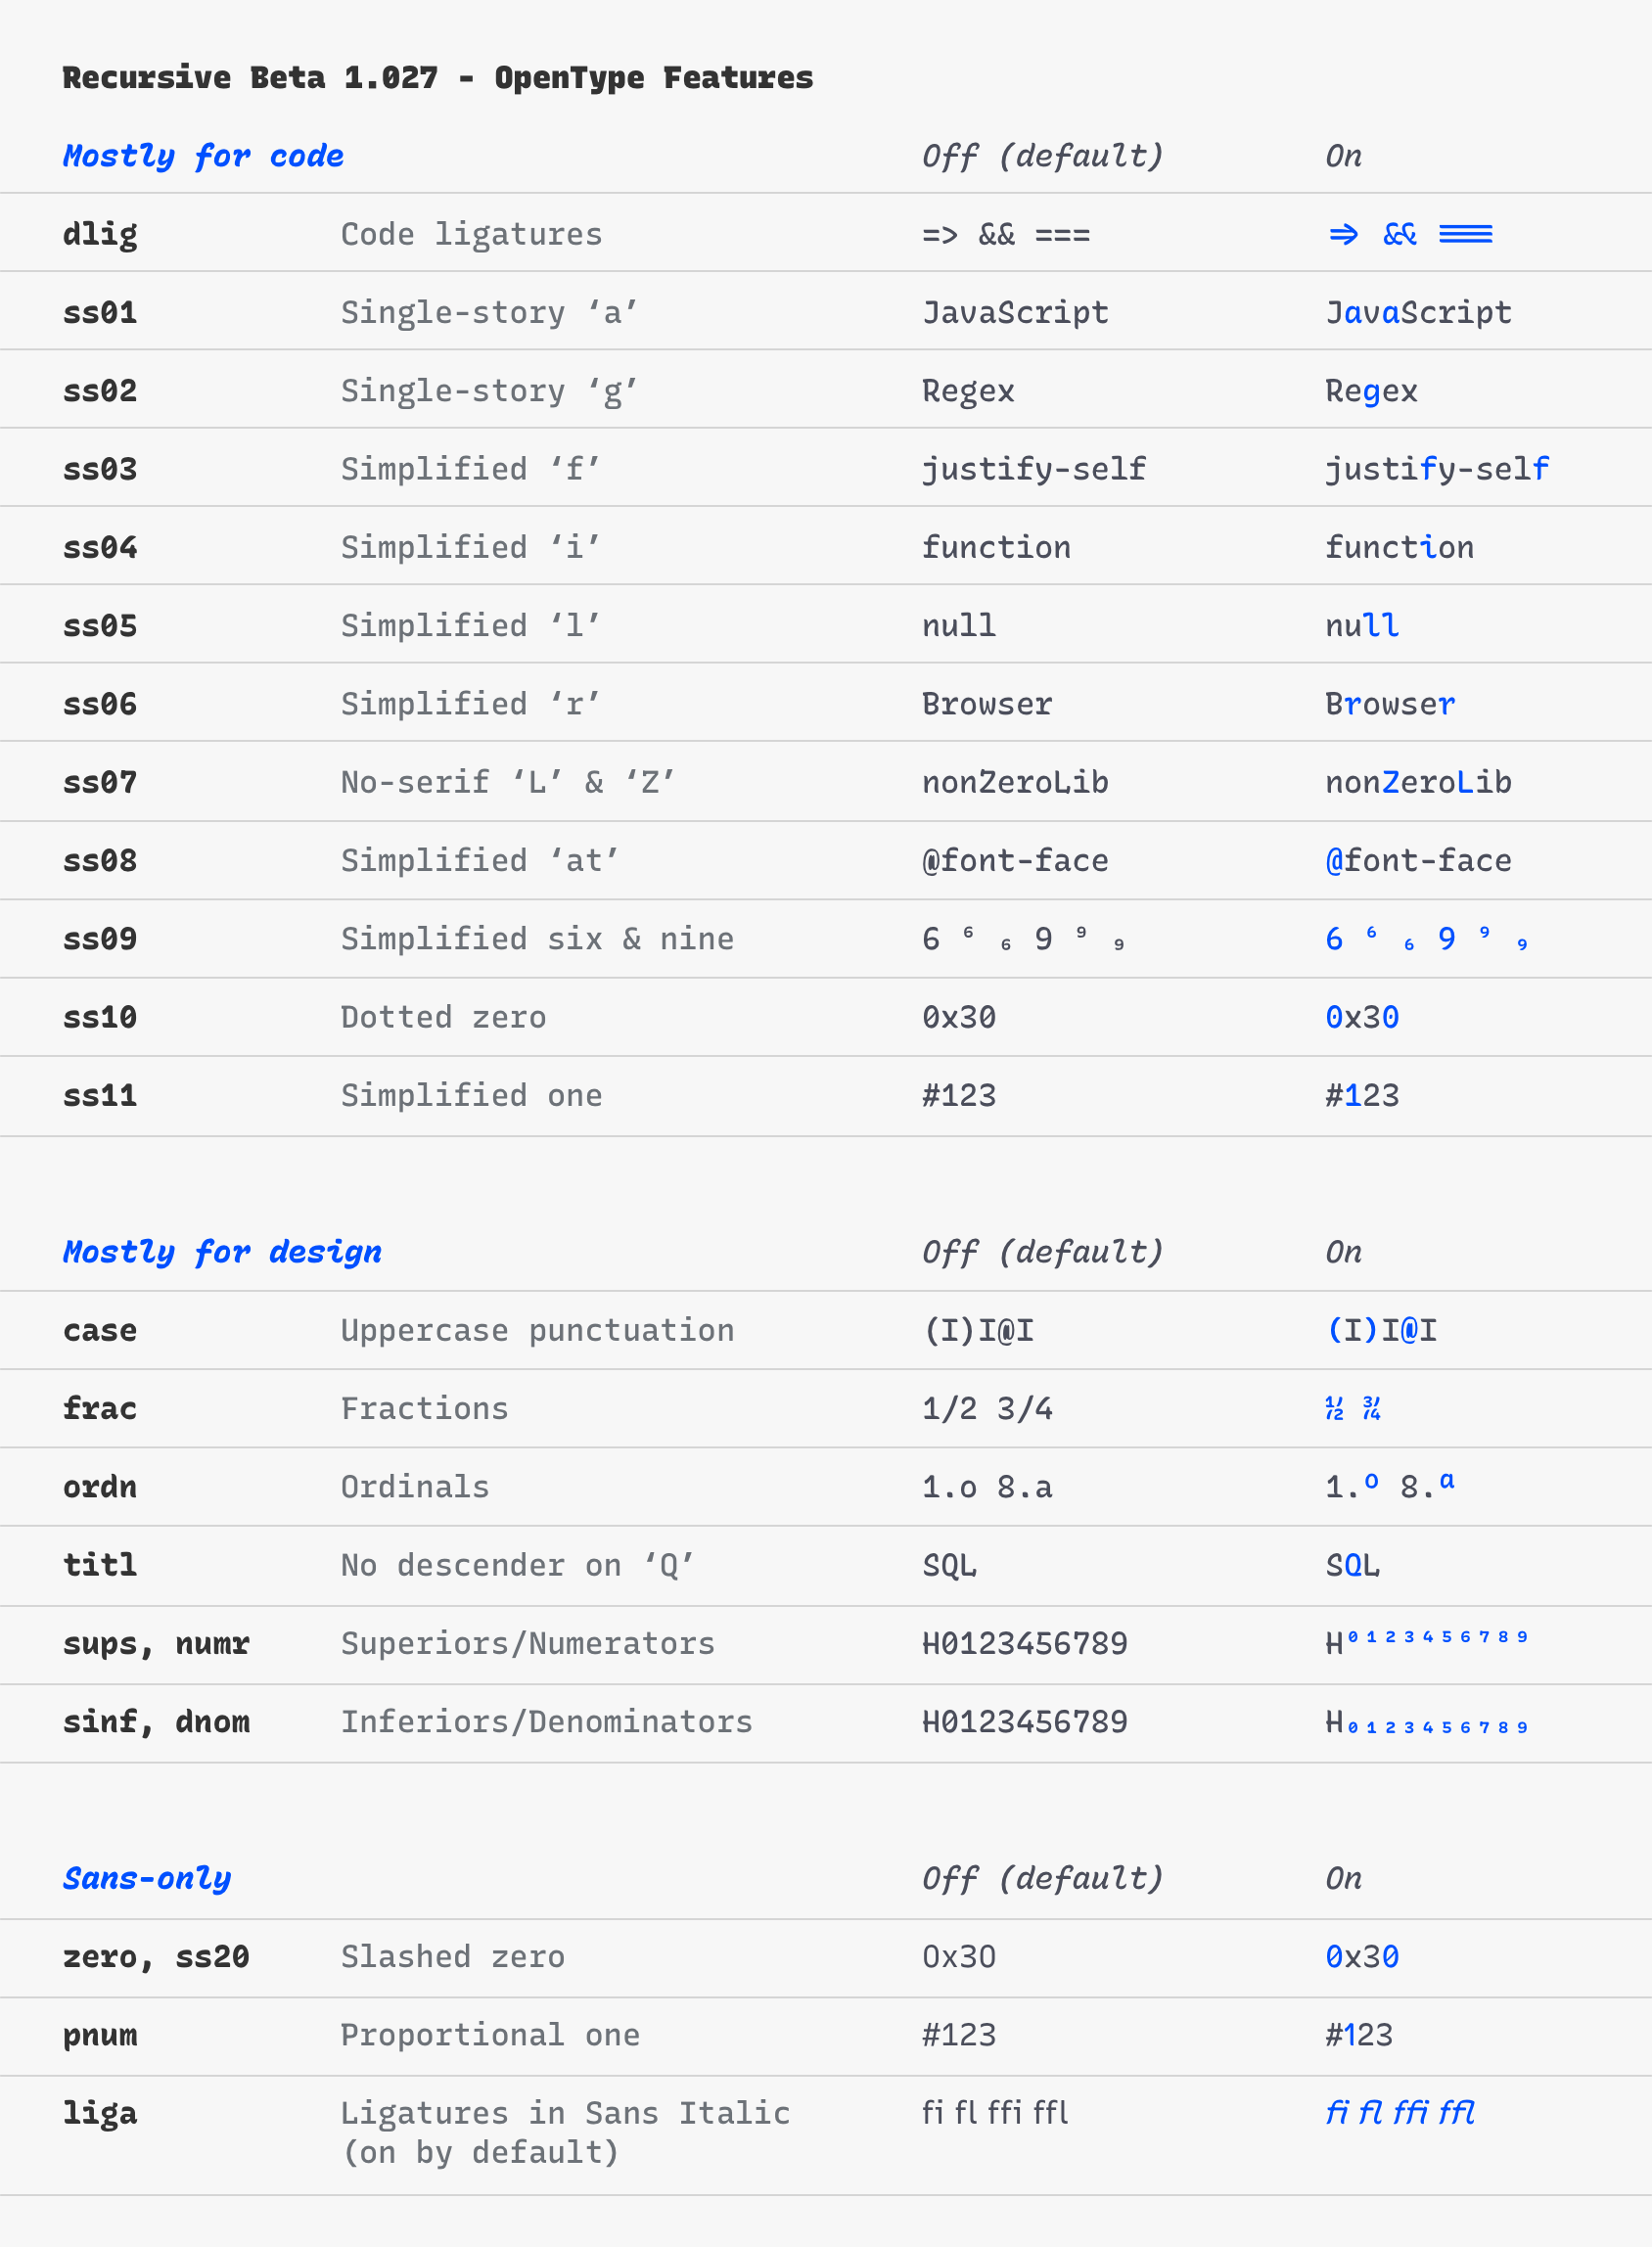 Recursive Beta 1.027 - OpenType Features
Mostly for code Off (default) On
dlig Code ligatures => && === => && ===
ss01 Single-story ‘a’ JavaScript JavaScript
ss02 Single-story ‘g’ Regex Regex
ss03 Simplified ‘f’ justify-self justify-self
ss04 Simplified ‘i’ function function
ss05 Simplified ‘l’ null null
ss06 Simplified ‘r’ Browser Browser
ss07 No-serif ‘L’ & ‘Z’ nonZeroLib nonZeroLib
ss08 Simplified ‘at’ @font-face @font-face
ss09 Simplified six & nine 6 ⁶ ₆ 9 ⁹ ₉ 6 ⁶ ₆ 9 ⁹ ₉
ss10 Dotted zero 0x30 0x30
ss11 Simplified one #123 #123
Mostly for design Off (default) On
case Uppercase punctuation (I)I@I (I)I@I
frac Fractions 1/2 3/4 ½ ¾
ordn Ordinals 1.o 8.a 1.º 8.ª
titl No descender on ‘Q’ SQL SQL
sups, numr Superiors/Numerators H0123456789 H⁰¹²³⁴⁵⁶⁷⁸⁹
sinf, dnom Inferiors/Denominators H0123456789 H₀₁₂₃₄₅₆₇₈₉
Sans-only Off (default) On
zero, ss20 Slashed zero 0x30 0x30
pnum Proportional one #123 #123
liga Ligatures in Sans Italic fi fl ffi ffl fi fl ffi ffl
(on by default)